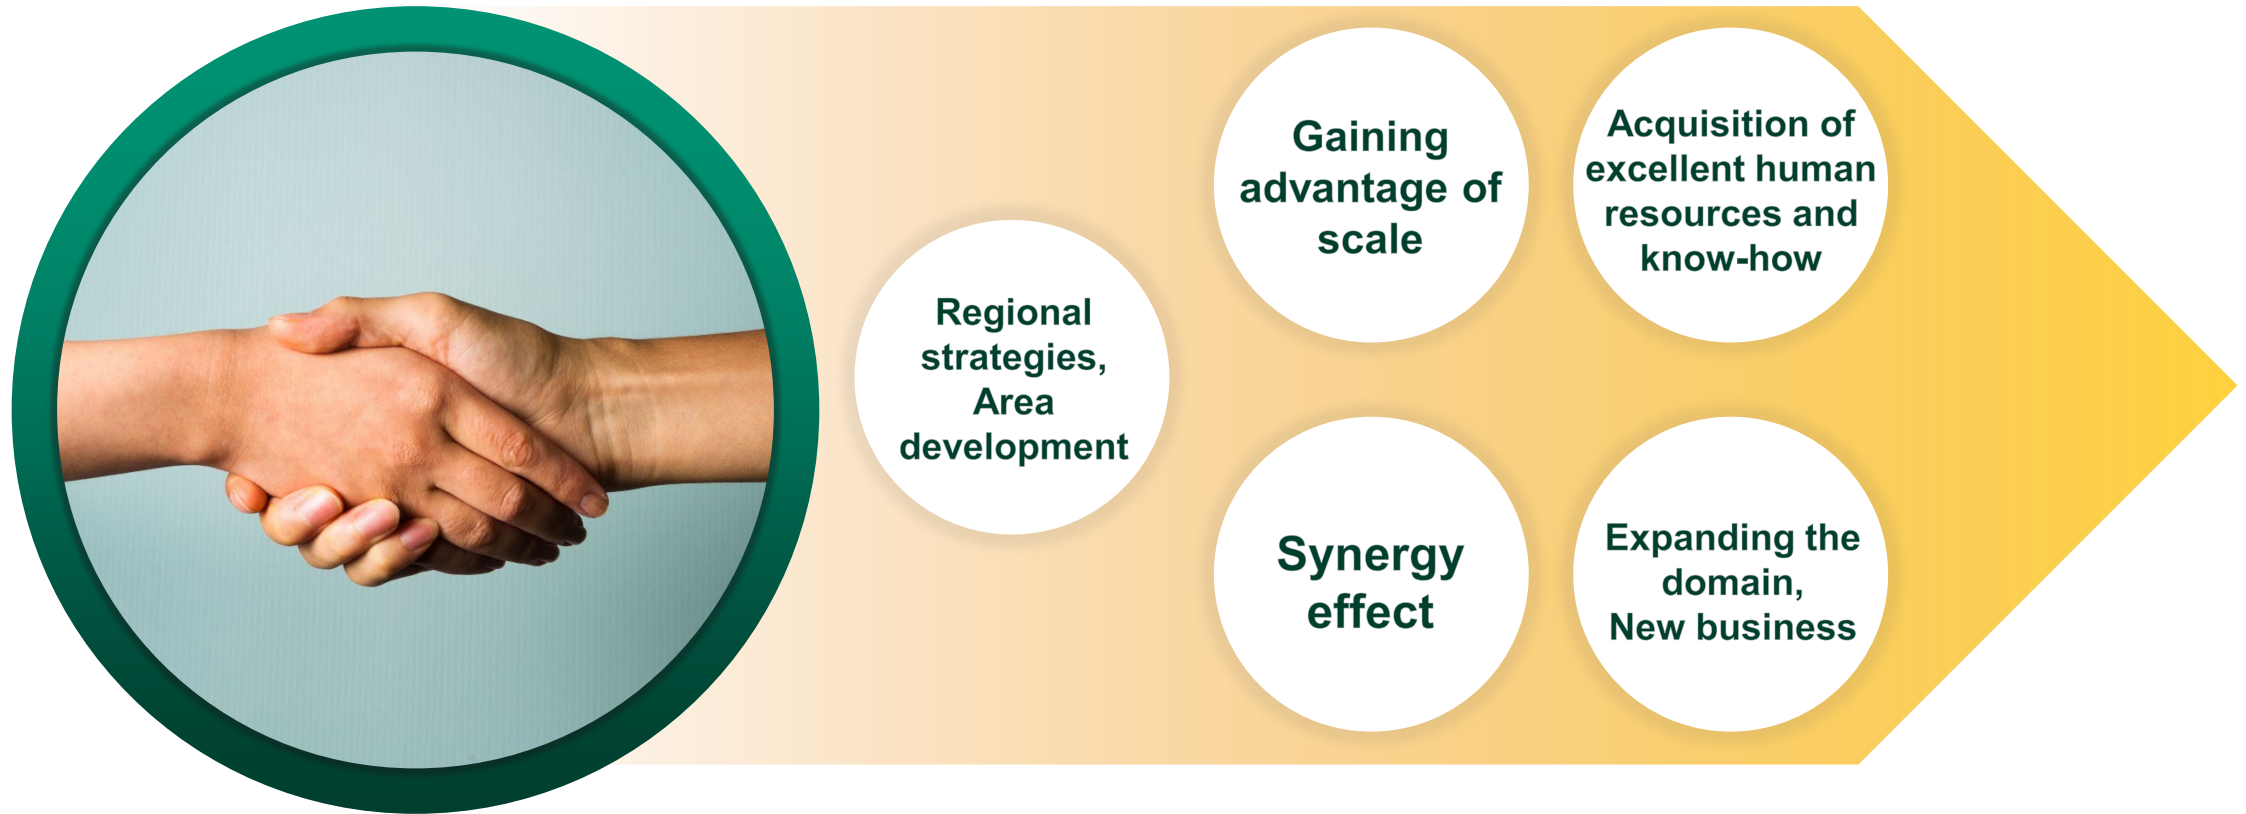 Regional
strategies,
Area
development
Gaining
advantage of
scale
Acquisition of
excellent human
resources and
know-how
Synergy
effect
Expanding the
domain,
New business